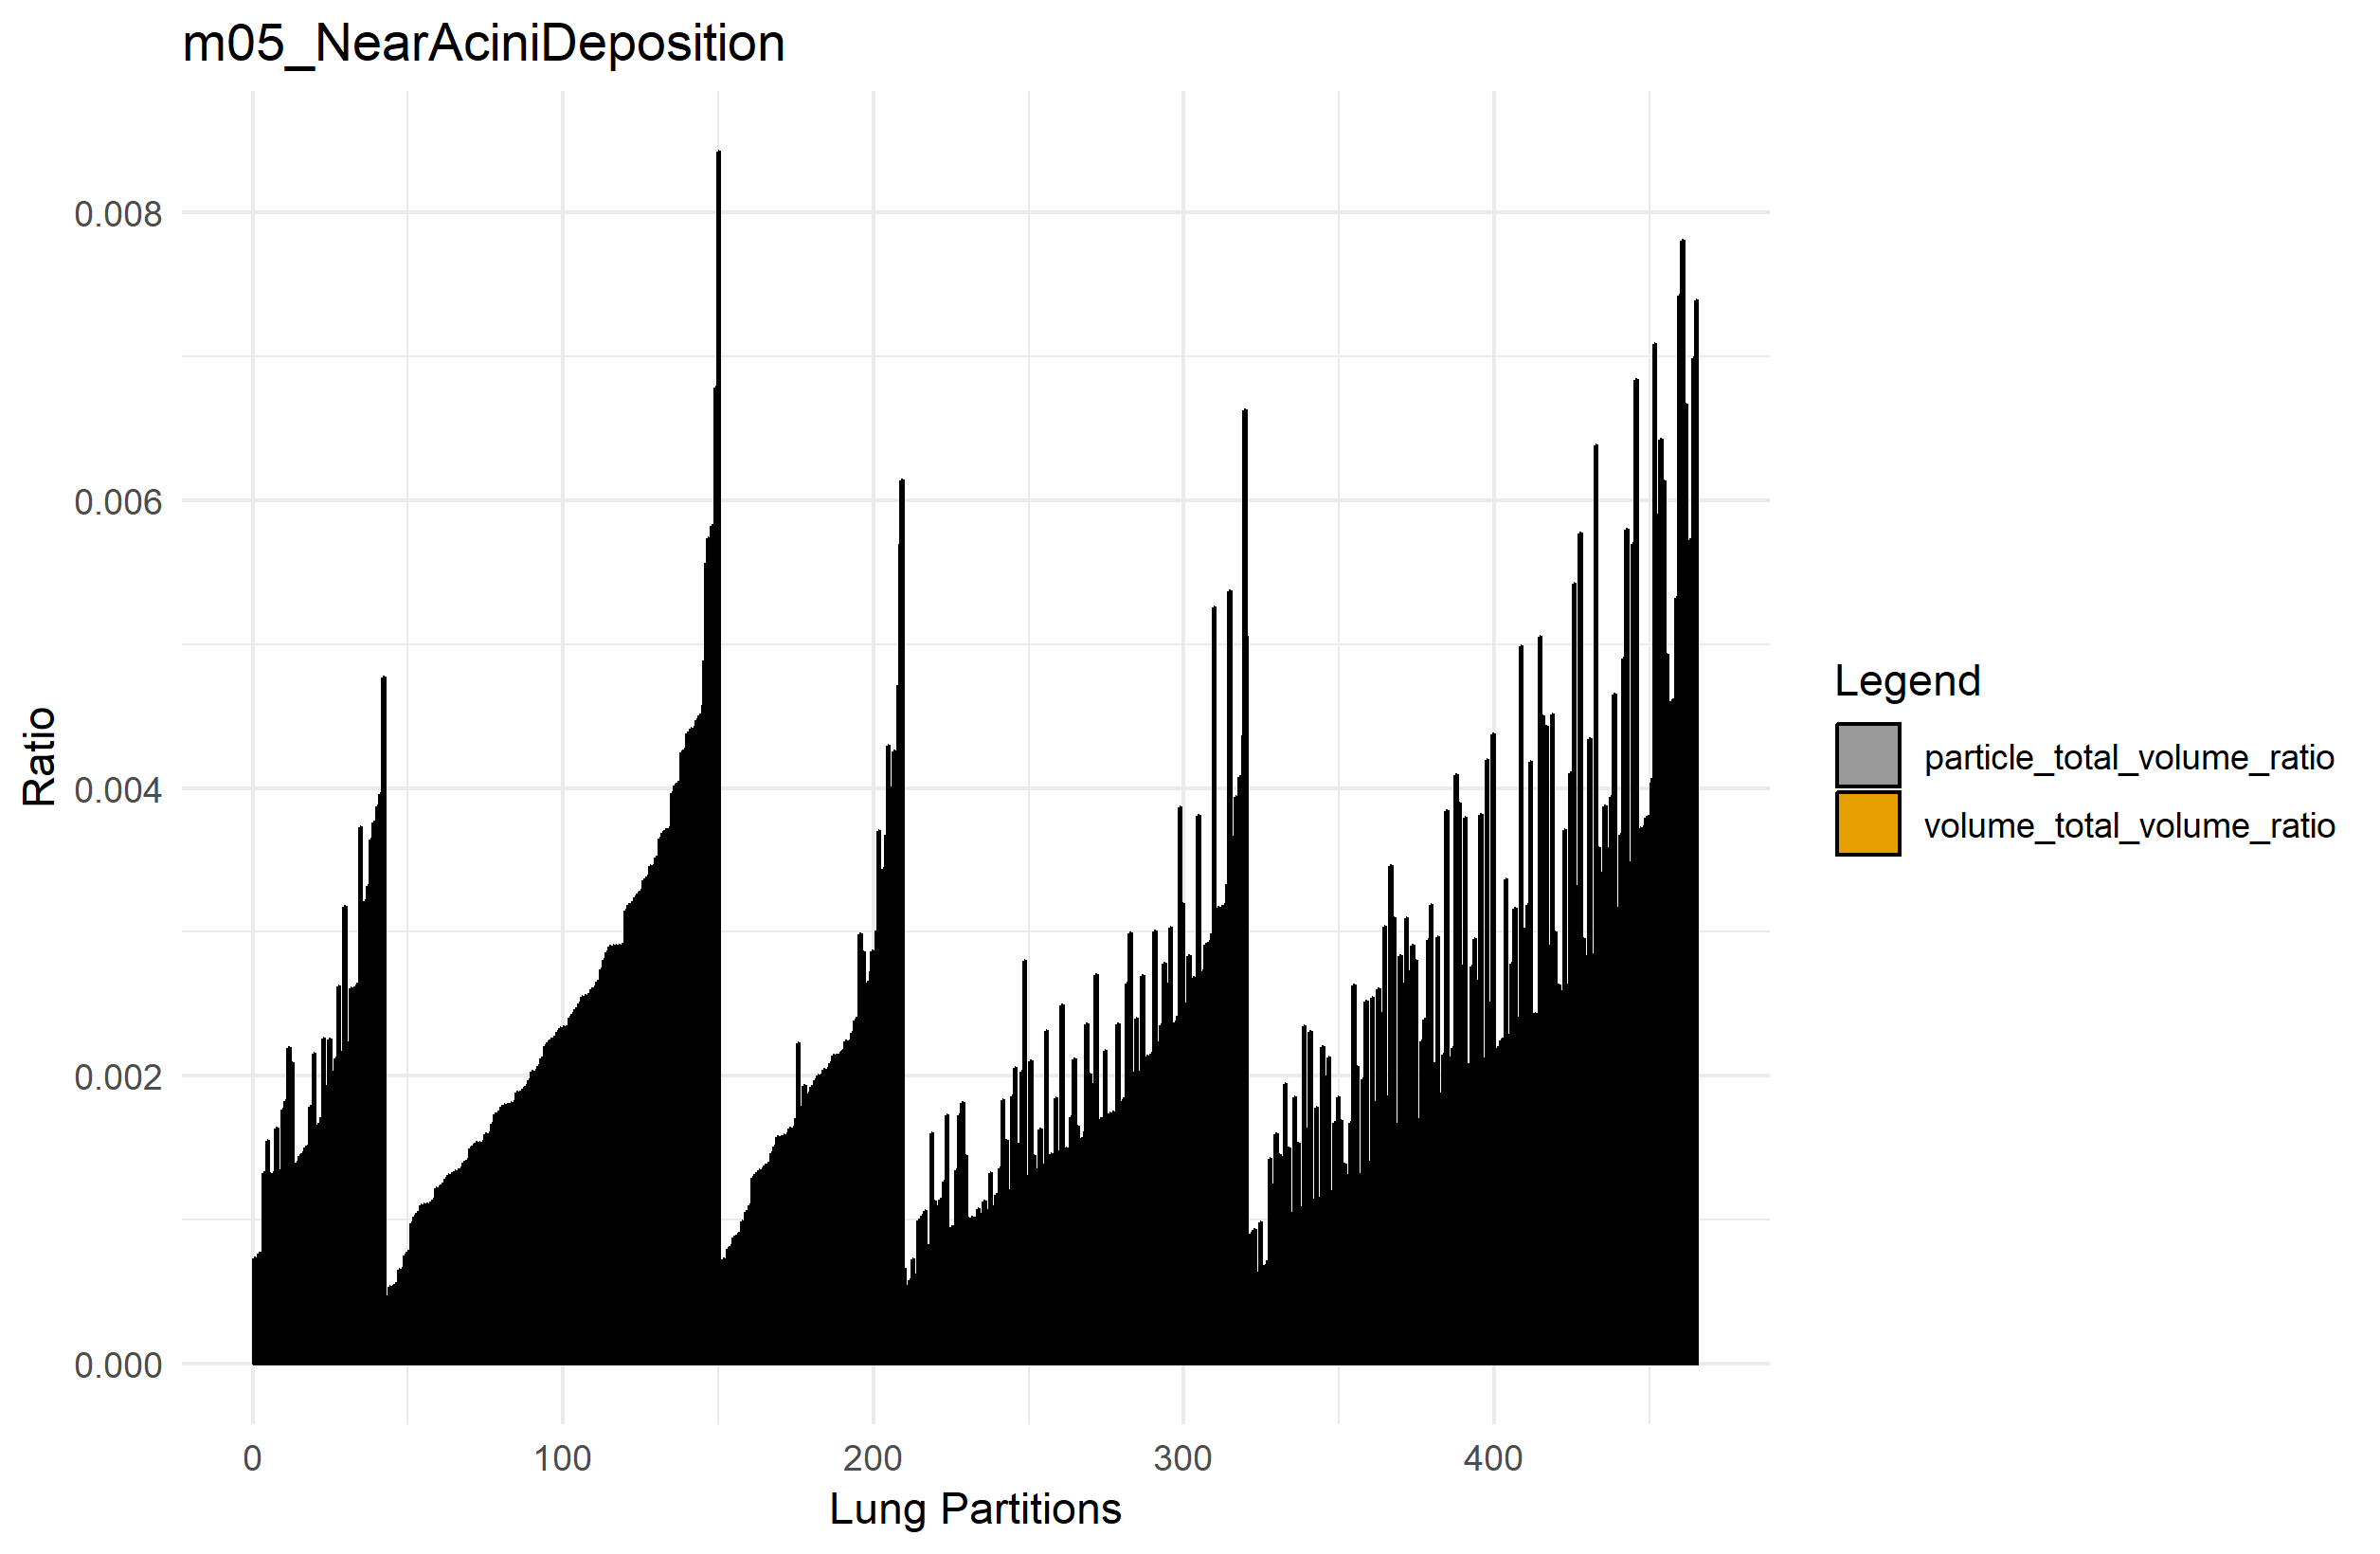 m05_NearAciniDeposition
Ratio
0.008
0.006
0.004
0.002
0.000
0
100
200
300
400
Lung Partitions
Legend
particle_total_volume_ratio
volume_total_volume_ratio